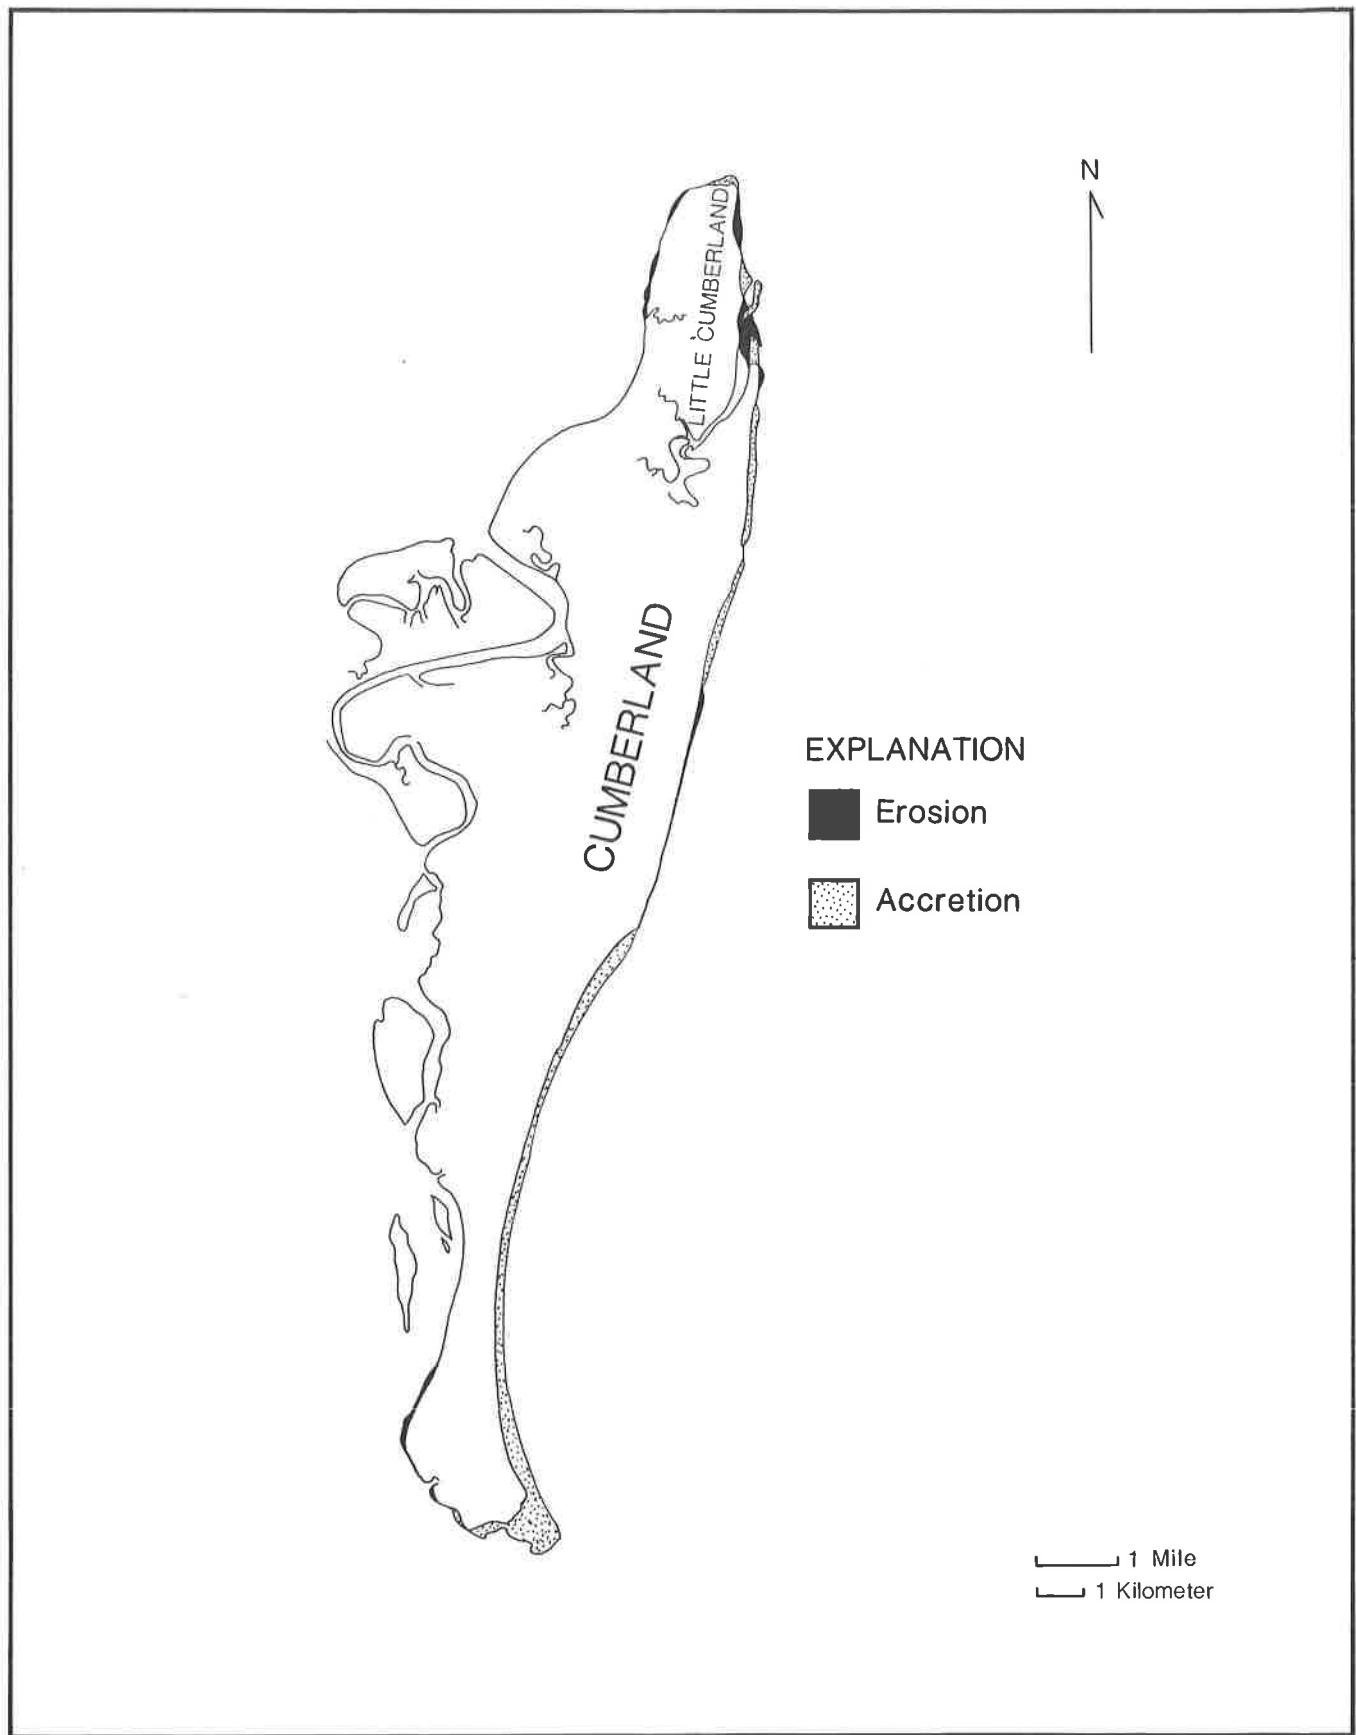 N
LITTLE CUMBERLAND
CUMBERLAND
EXPLANATION
Erosion
Accretion
1 Mile
1 Kilometer